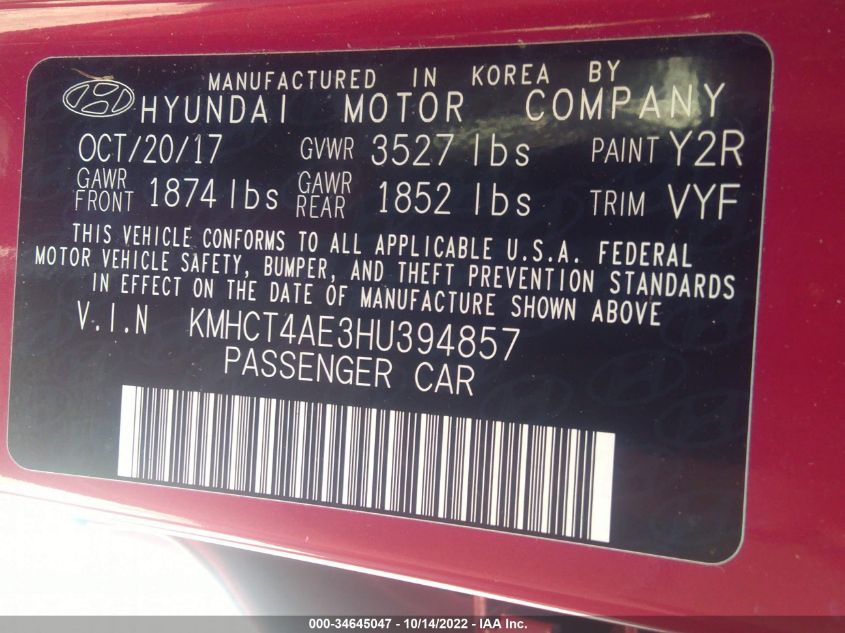 MANUFACTURED IN KOREA BY
HYUNDAI MOTOR COMPANY
OCT/20/17 GVWR 3527 lbs PAINT Y2R
GAWR FRONT 1874 lbs GAWR REAR 1852 lbs TRIM VYF
THIS VEHICLE CONFORMS TO ALL APPLICABLE U.S.A. FEDERAL
MOTOR VEHICLE SAFETY, BUMPER, AND THEFT PREVENTION STANDARDS
IN EFFECT ON THE DATE OF MANUFACTURE SHOWN ABOVE
V.I.N KMHCT4AE3HU394857
PASSENGER CAR
000-34645047 - 10/14/2022 - IAA Inc.